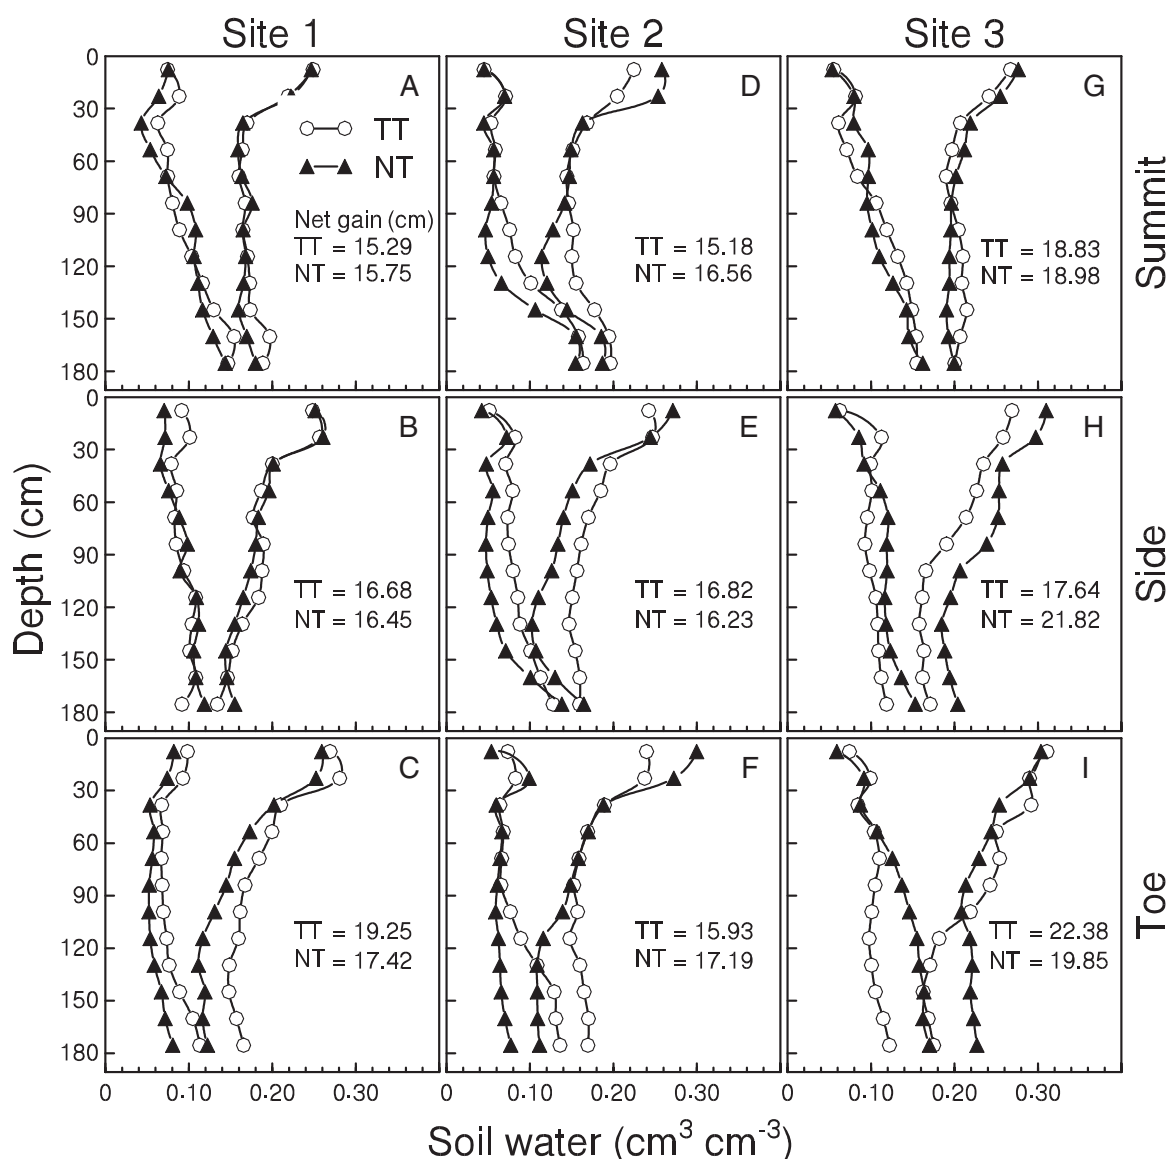 Site 1 Site 2 Site 3
0
30
60
90
120
150
180
A
TT
NT
Net gain (cm)
TT = 15.29
NT = 15.75
D
TT = 15.18
NT = 16.56
G
TT = 18.83
NT = 18.98
Summit
0
30
60
90
120
150
180
B
TT = 16.68
NT = 16.45
E
TT = 16.82
NT = 16.23
H
TT = 17.64
NT = 21.82
Side
Depth (cm)
0
30
60
90
120
150
180
C
TT = 19.25
NT = 17.42
F
TT = 15.93
NT = 17.19
I
TT = 22.38
NT = 19.85
Toe
0 0.10 0.20 0.30 0 0.10 0.20 0.30 0 0.10 0.20 0.30
Soil water (cm³ cm⁻³)